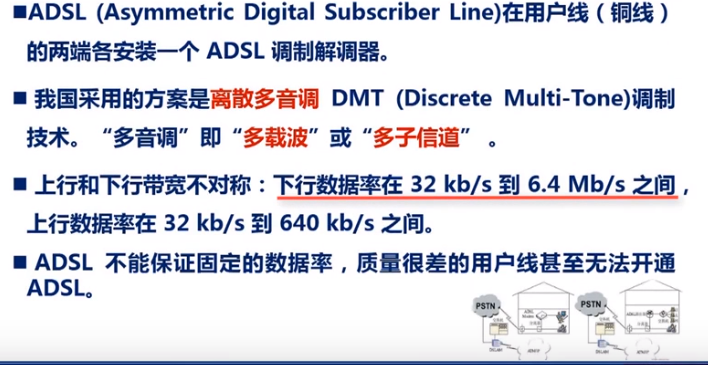 ■ADSL (Asymmetric Digital Subscriber Line)在用户线（铜线）
的两端各安装一个 ADSL 调制解调器。
■ 我国采用的方案是离散多音调 DMT (Discrete Multi-Tone)调制
技术。“多音调”即“多载波”或“多子信道” 。
■ 上行和下行带宽不对称：下行数据率在 32 kb/s 到 6.4 Mb/s 之间，
上行数据率在 32 kb/s 到 640 kb/s 之间。
■ ADSL 不能保证固定的数据率，质量很差的用户线甚至无法开通
ADSL。
PSTN
PSTN